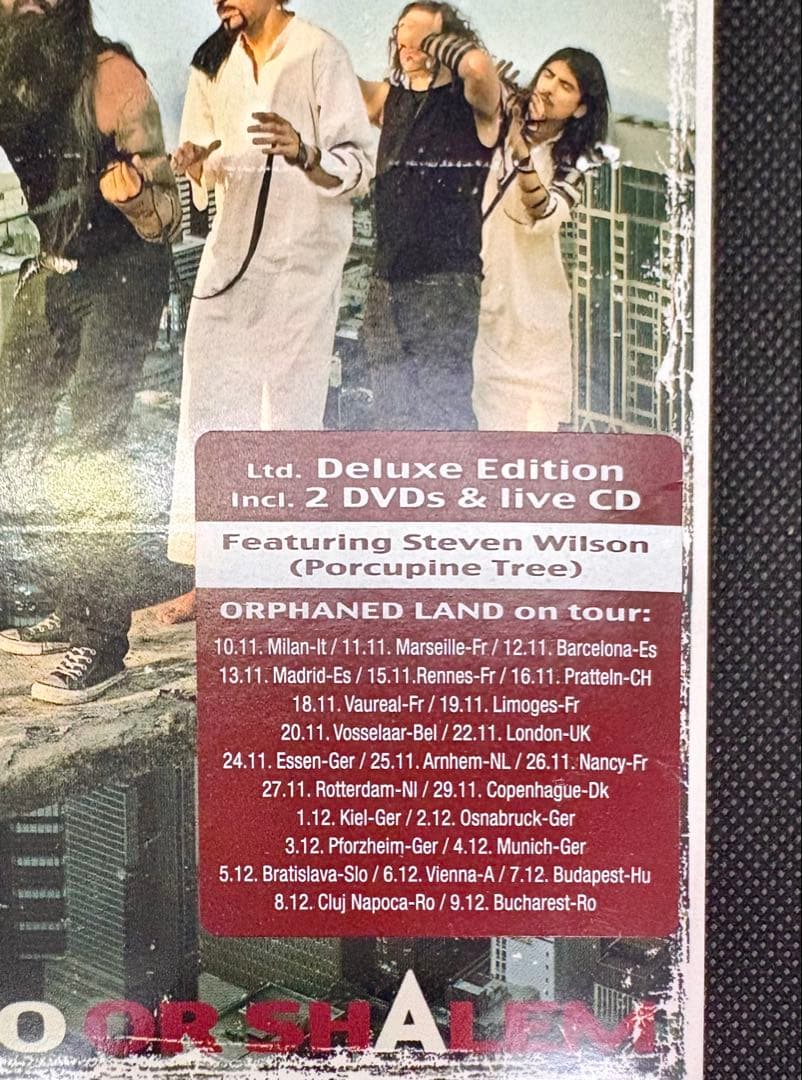 Ltd. Deluxe Edition
Incl. 2 DVDs & live CD
Featuring Steven Wilson
(Porcupine Tree)
ORPHANED LAND on tour:
10.11. Milan-It / 11.11. Marseille-Fr / 12.11. Barcelona-Es
13.11. Madrid-Es / 15.11.Rennes-Fr / 16.11. Pratteln-CH
18.11. Vaureal-Fr / 19.11. Limoges-Fr
20.11. Vosselaar-Bel / 22.11. London-UK
24.11. Essen-Ger / 25.11. Arnhem-NL / 26.11. Nancy-Fr
27.11. Rotterdam-Nl / 29.11. Copenhague-Dk
1.12. Kiel-Ger / 2.12. Osnabruck-Ger
3.12. Pforzheim-Ger / 4.12. Munich-Ger
5.12. Bratislava-Slo / 6.12. Vienna-A / 7.12. Budapest-Hu
8.12. Cluj Napoca-Ro / 9.12. Bucharest-Ro
O OR SHALEM